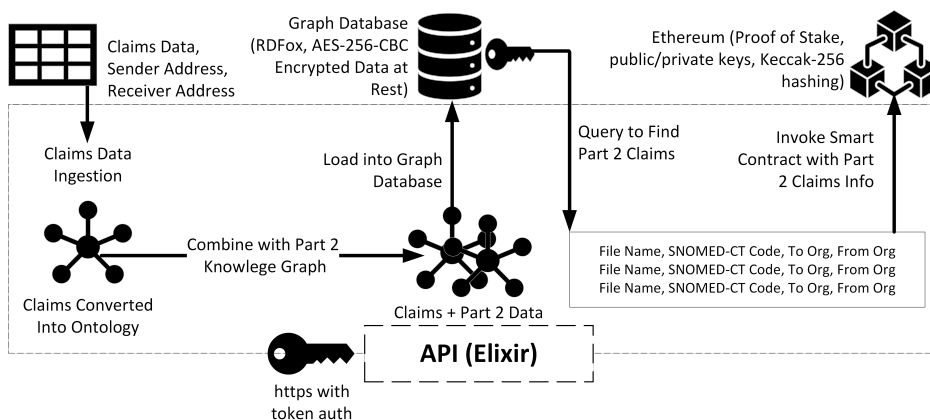 Claims Data,
Sender Address,
Receiver Address
Graph Database
(RDFox, AES-256-CBC
Encrypted Data at
Rest)
Ethereum (Proof of Stake,
public/private keys, Keccak-256
hashing)
Claims Data
Ingestion
Load into Graph
Database
Query to Find
Part 2 Claims
Invoke Smart
Contract with Part
2 Claims Info
Combine with Part 2
Knowlege Graph
Claims Converted
Into Ontology
Claims + Part 2 Data
File Name, SNOMED-CT Code, To Org, From Org
File Name, SNOMED-CT Code, To Org, From Org
File Name, SNOMED-CT Code, To Org, From Org
API (Elixir)
https with
token auth